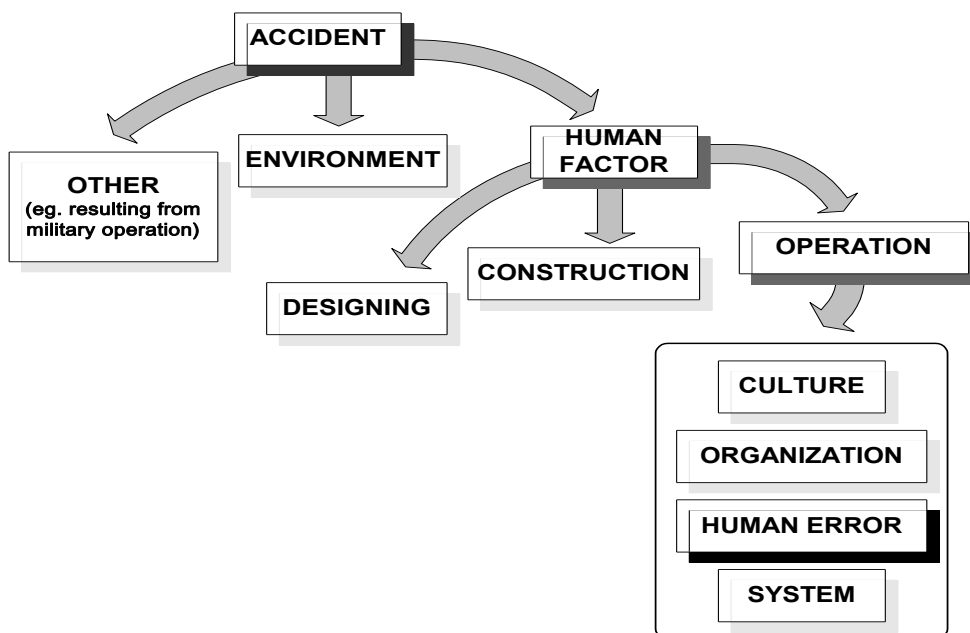 ACCIDENT
OTHER
(eg. resulting from
military operation)
ENVIRONMENT
HUMAN
FACTOR
DESIGNING
CONSTRUCTION
OPERATION
CULTURE
ORGANIZATION
HUMAN ERROR
SYSTEM